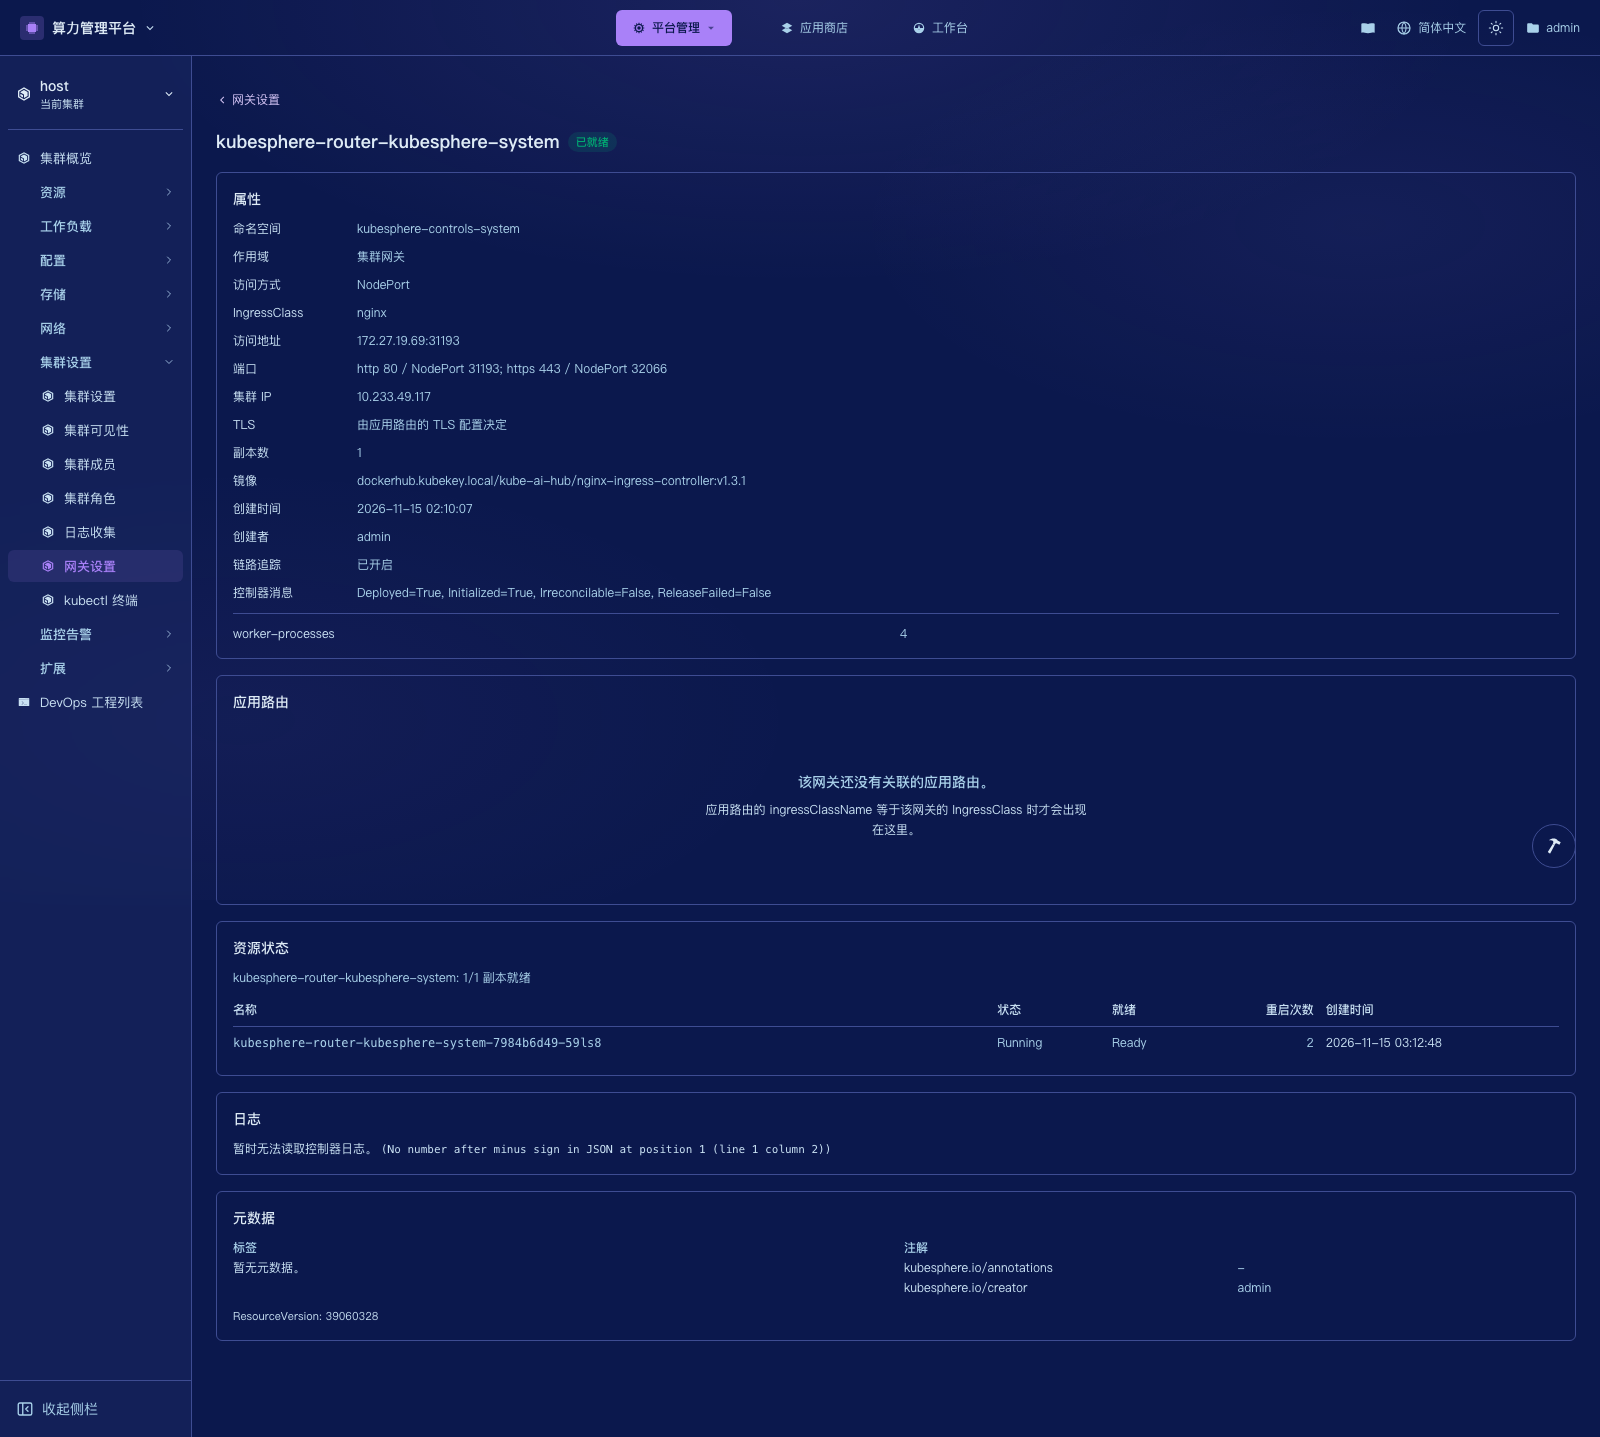 算力管理平台
平台管理
应用商店
工作台
简体中文
admin
host
当前集群
集群概览
资源
工作负载
配置
存储
网络
集群设置
集群设置
集群可见性
集群成员
集群角色
日志收集
网关设置
kubectl 终端
监控告警
扩展
DevOps 工程列表
收起侧栏
网关设置
kubesphere-router-kubesphere-system 已就绪
属性
命名空间 kubesphere-controls-system
作用域 集群网关
访问方式 NodePort
IngressClass nginx
访问地址 172.27.19.69:31193
端口 http 80 / NodePort 31193; https 443 / NodePort 32066
集群 IP 10.233.49.117
TLS 由应用路由的 TLS 配置决定
副本数 1
镜像 dockerhub.kubekey.local/kube-ai-hub/nginx-ingress-controller:v1.3.1
创建时间 2026-11-15 02:10:07
创建者 admin
链路追踪 已开启
控制器消息 Deployed=True, Initialized=True, Irreconcilable=False, ReleaseFailed=False
worker-processes 4
应用路由
该网关还没有关联的应用路由。
应用路由的 ingressClassName 等于该网关的 IngressClass 时才会出现
在这里。
资源状态
kubesphere-router-kubesphere-system: 1/1 副本就绪
名称 状态 就绪 重启次数 创建时间
kubesphere-router-kubesphere-system-7984b6d49-59ls8 Running Ready 2 2026-11-15 03:12:48
日志
暂时无法读取控制器日志。 (No number after minus sign in JSON at position 1 (line 1 column 2))
元数据
标签
暂无元数据。
注解
kubesphere.io/annotations -
kubesphere.io/creator admin
ResourceVersion: 39060328